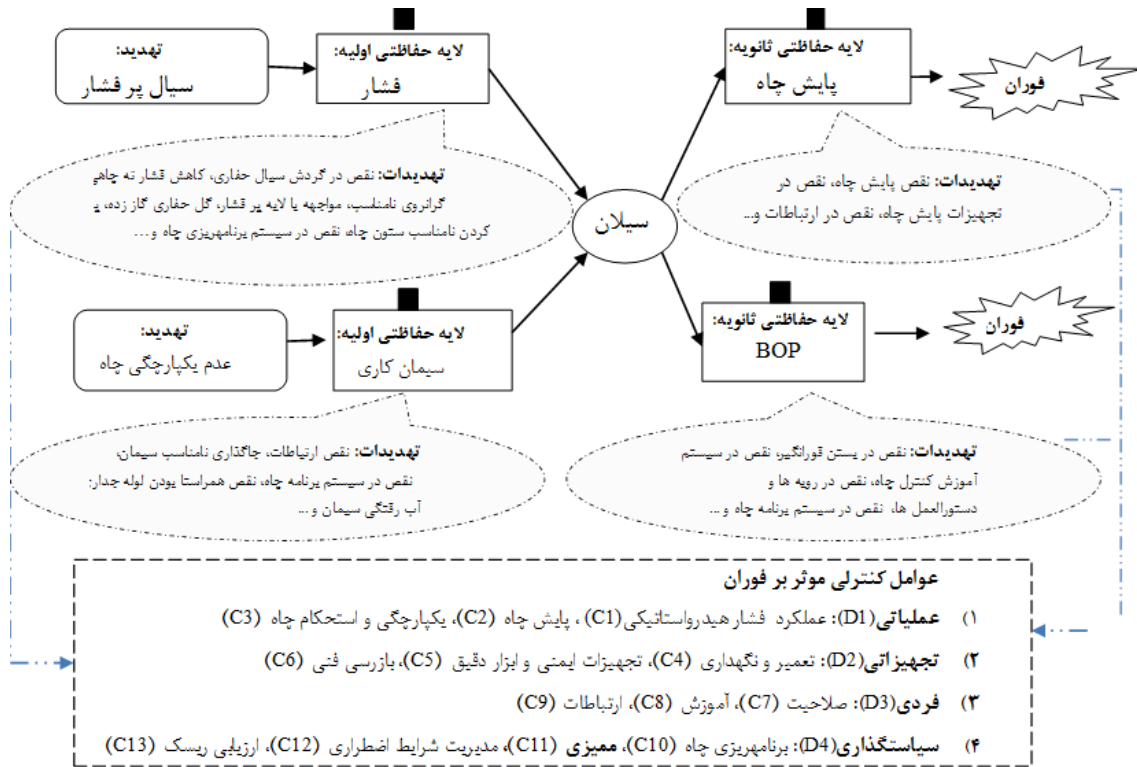 تهدید:
سیال پر فشار
لایه حفاظتی اولیه:
فشار
لایه حفاظتی ثانویه:
پایش چاه
فوران
تهدیدات: نقص در گردش سیال حفاری، کاهش فشار ته چاهی
گرانروی نامناسب، مواجهه با لایه پر فشار، گل حفاری گاز زده، پر
کردن نامناسب ستون چاه، نقص در سیستم برنامه‌ریزی چاه و ...
تهدیدات: نقص پایش چاه، نقص در
تجهیزات پایش چاه، نقص در ارتباطات و...
سیلان
تهدید:
عدم یکپارچگی چاه
لایه حفاظتی اولیه:
سیمان کاری
لایه حفاظتی ثانویه:
BOP
فوران
تهدیدات: نقص ارتباطات، جاگذاری نامناسب سیمان،
نقص در سیستم برنامه چاه، نقص همراستا بودن لوله جدار:
آب رفتگی سیمان و ...
تهدیدات: نقص در بستن فورانگیر، نقص در سیستم
آموزش کنترل چاه، نقص در رویه ها و
دستورالعمل ها، نقص در سیستم برنامه چاه و ...
عوامل کنترلی موثر بر فوران
۱) عملیاتی(D1): عملکرد فشار هیدرواستاتیکی(C1) ، پایش چاه (C2)، یکپارچگی و استحکام چاه (C3)
۲) تجهیزاتی(D2): تعمیر و نگهداری (C4)، تجهیزات ایمنی و ابزار دقیق (C5)، بازرسی فنی (C6)
۳) فردی(D3): صلاحیت (C7)، آموزش (C8)، ارتباطات (C9)
۴) سیاستگذاری(D4): برنامهریزی چاه (C10)، ممیزی (C11)، مدیریت شرایط اضطراری (C12)، ارزیابی ریسک (C13)